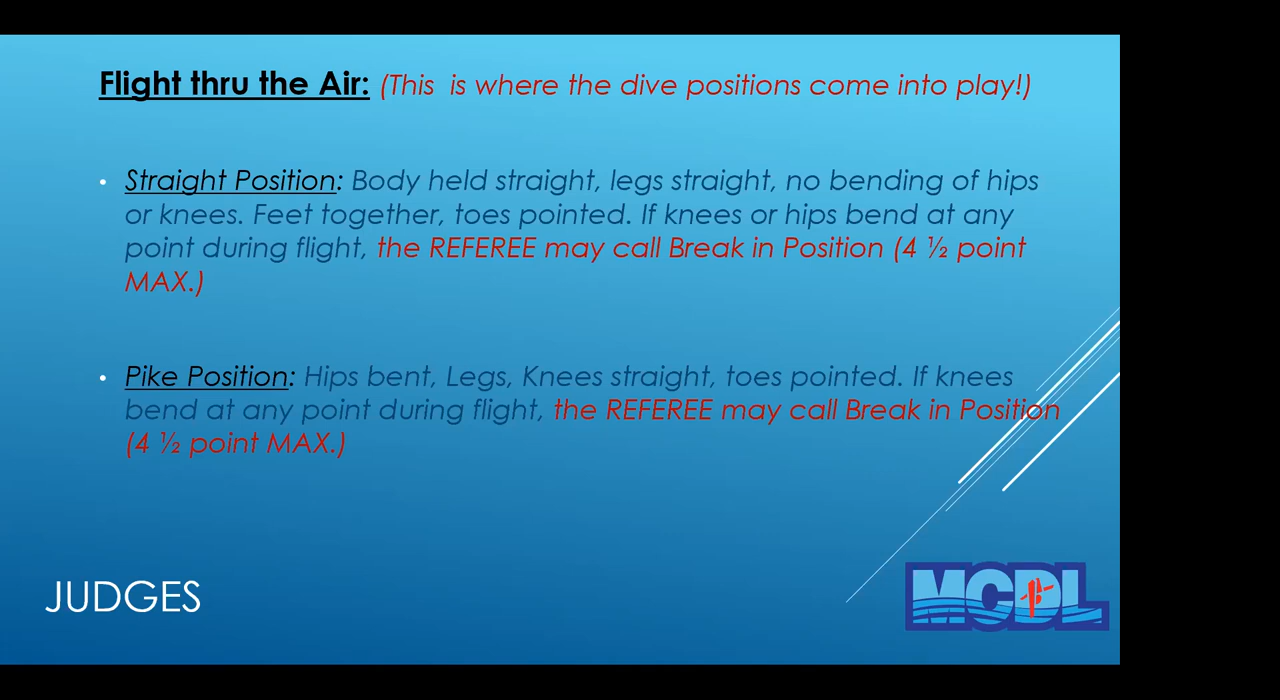 Flight thru the Air: (This is where the dive positions come into play!)
• Straight Position: Body held straight, legs straight, no bending of hips
or knees. Feet together, toes pointed. If knees or hips bend at any
point during flight, the REFEREE may call Break in Position (4 ½ point
MAX.)
• Pike Position: Hips bent, Legs, Knees straight, toes pointed. If knees
bend at any point during flight, the REFEREE may call Break in Position
(4 ½ point MAX.)
JUDGES
MCDL